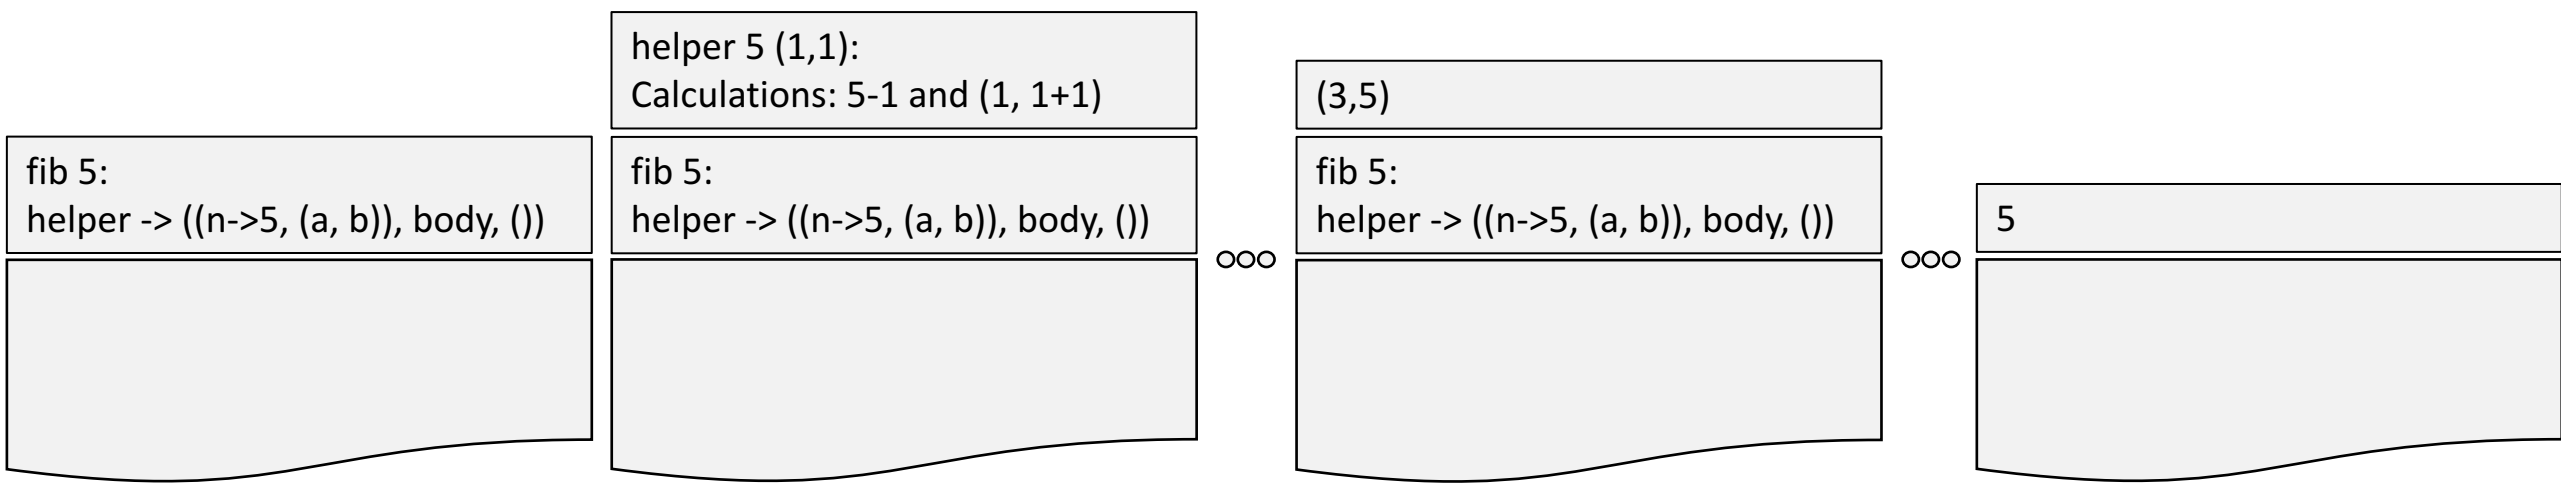 fib 5:
helper -> ((n->5, (a, b)), body, ())
helper 5 (1,1):
Calculations: 5-1 and (1, 1+1)
fib 5:
helper -> ((n->5, (a, b)), body, ())
(3,5)
fib 5:
helper -> ((n->5, (a, b)), body, ())
5